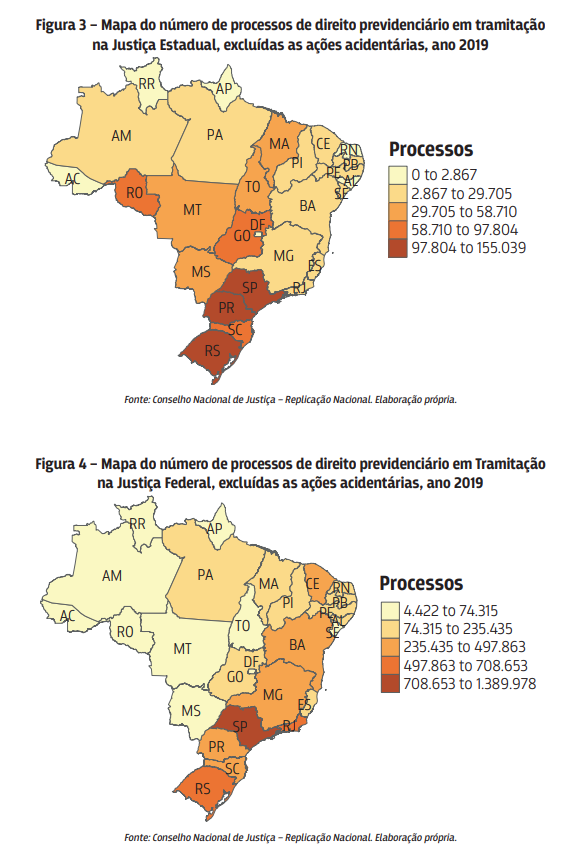 Figura 3 – Mapa do número de processos de direito previdenciário em tramitação
na Justiça Estadual, excluídas as ações acidentárias, ano 2019
RR
AP
AM
PA
MA
CE
RN
PI
PB
PE
AC
AL
RO
TO
SE
MT
BA
DF
GO
MG
ES
MS
SP
RJ
PR
SC
RS
Processos
0 to 2.867
2.867 to 29.705
29.705 to 58.710
58.710 to 97.804
97.804 to 155.039
Fonte: Conselho Nacional de Justiça – Replicação Nacional. Elaboração própria.
Figura 4 – Mapa do número de processos de direito previdenciário em Tramitação
na Justiça Federal, excluídas as ações acidentárias, ano 2019
RR
AP
AM
PA
MA
CE
RN
PI
PB
PE
AC
AL
RO
TO
SE
MT
BA
DF
GO
MG
ES
MS
SP
RJ
PR
SC
RS
Processos
4.422 to 74.315
74.315 to 235.435
235.435 to 497.863
497.863 to 708.653
708.653 to 1.389.978
Fonte: Conselho Nacional de Justiça – Replicação Nacional. Elaboração própria.